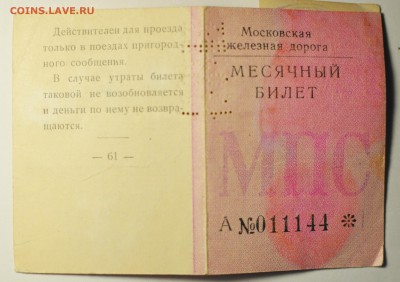 COINS.LAVE.RU
Действителен для проезда
только в поездах пригород-
ного сообщения.
В случае утраты билета
таковой не возобновляется
и деньги по нему не возвра-
щаются.
— 61 —
Московская
железная дорога
МЕСЯЧНЫЙ
БИЛЕТ
МПС
А №011144 ※